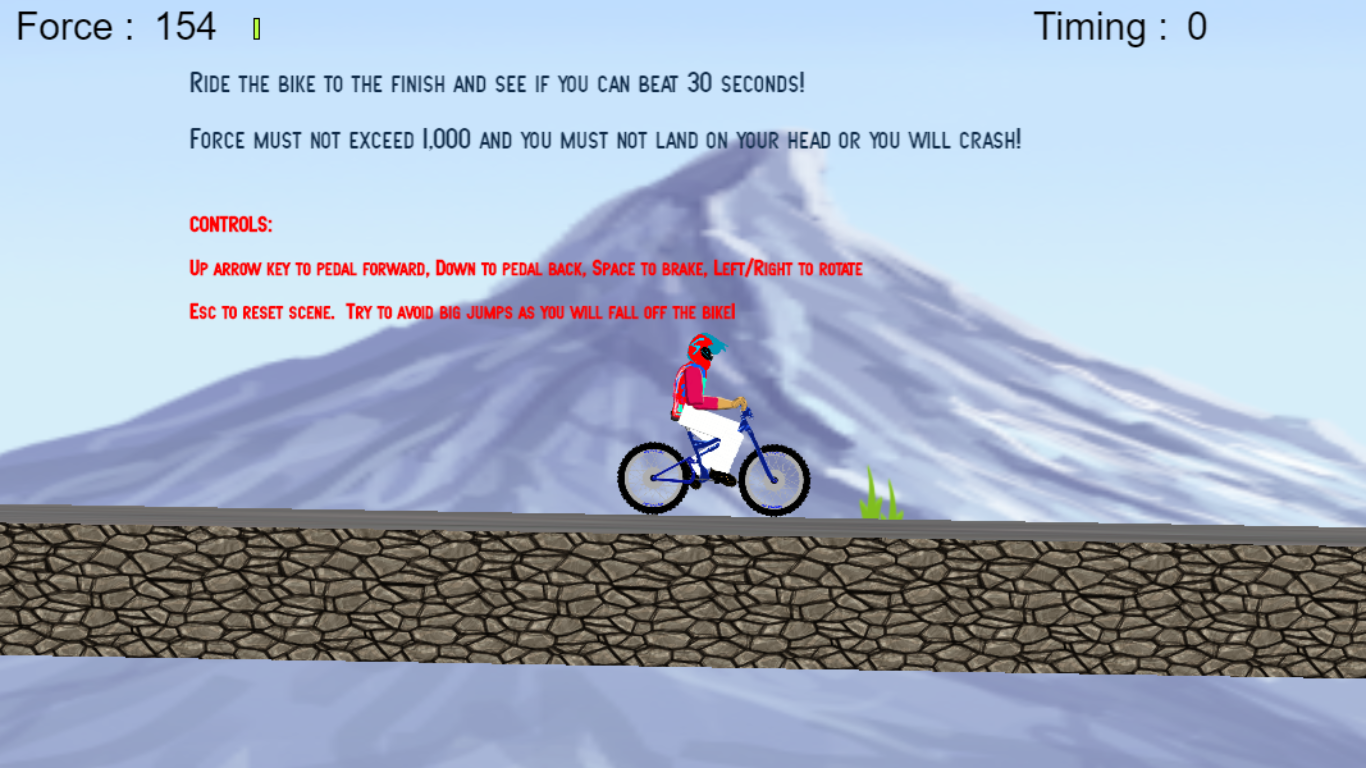 Force : 154
Timing : 0
Ride the bike to the finish and see if you can beat 30 seconds!
Force must not exceed 1,000 and you must not land on your head or you will crash!
CONTROLS:
Up arrow key to pedal forward, Down to pedal back, Space to brake, Left/Right to rotate
Esc to reset scene. Try to avoid big jumps as you will fall off the bike!